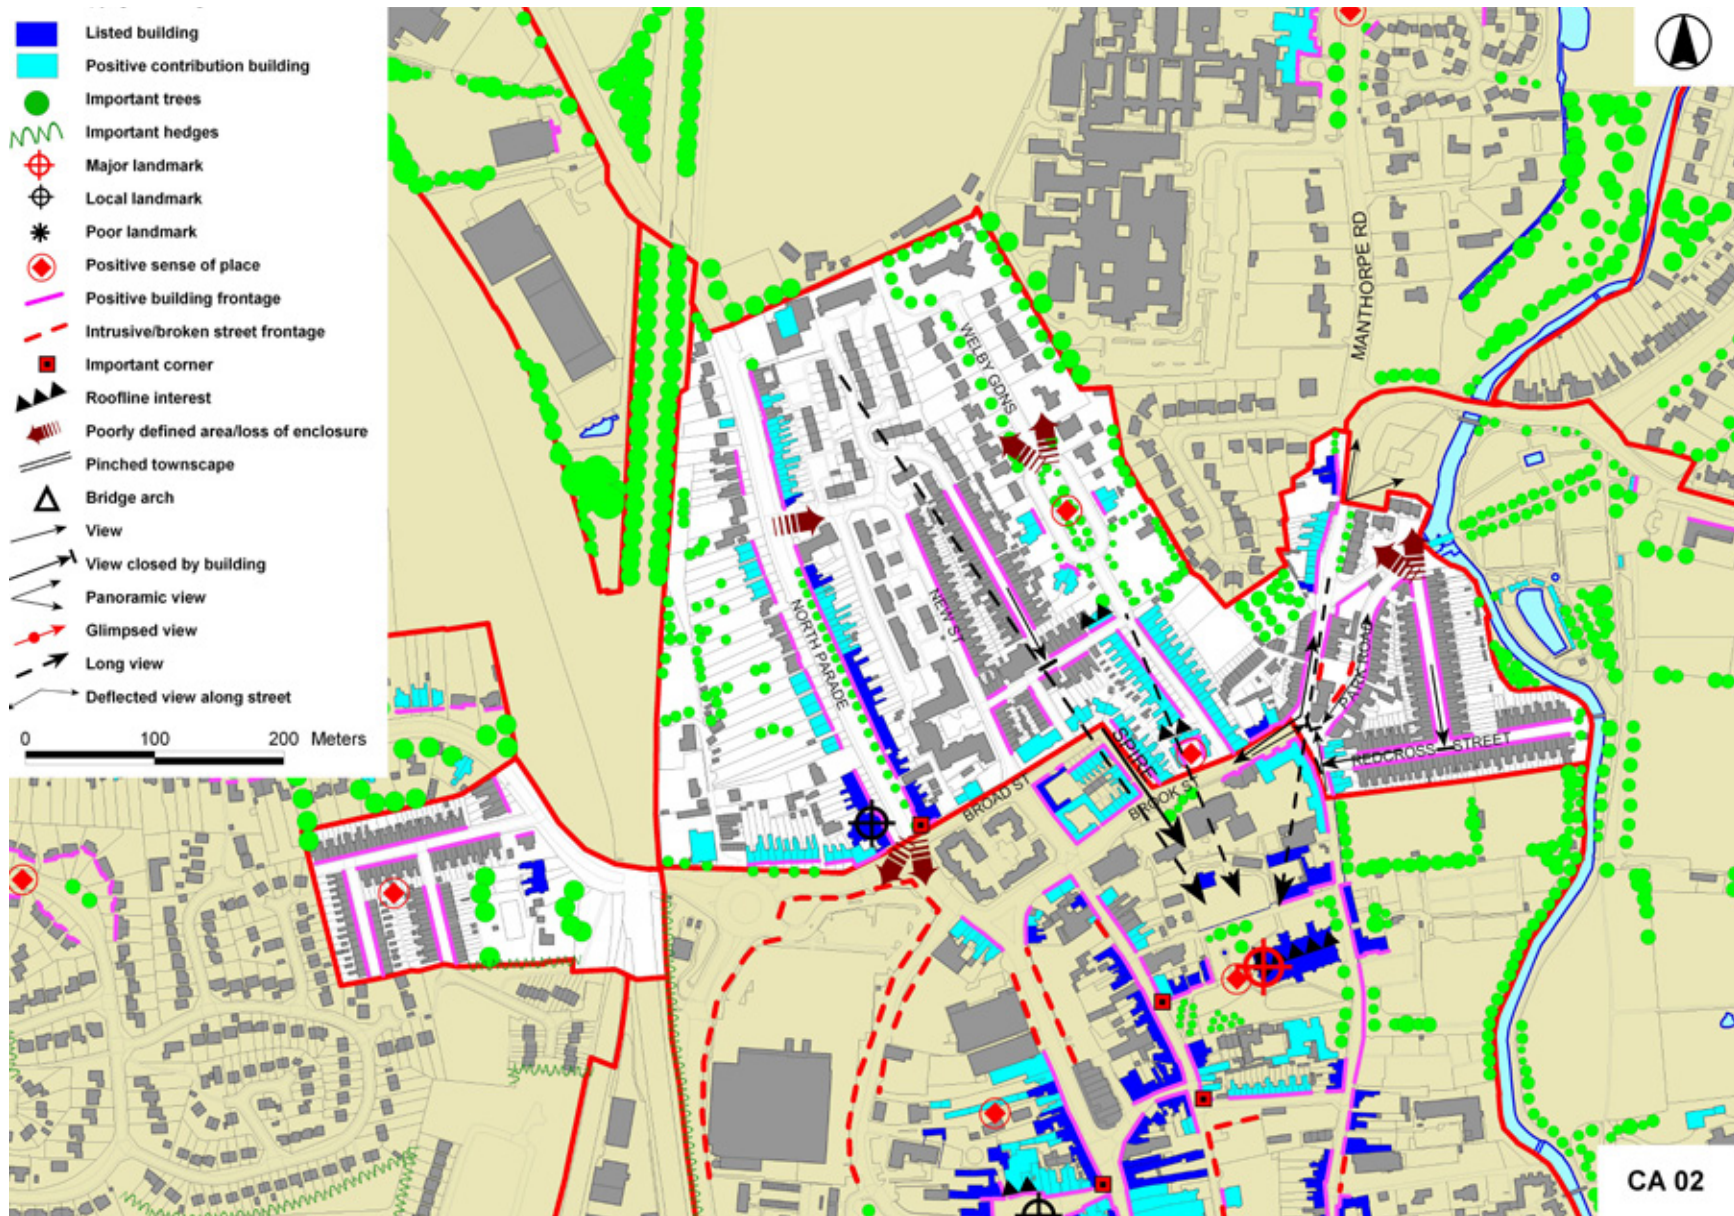 Listed building
Positive contribution building
Important trees
Important hedges
Major landmark
Local landmark
Poor landmark
Positive sense of place
Positive building frontage
Intrusive/broken street frontage
Important corner
Roofline interest
Poorly defined area/loss of enclosure
Pinched townscape
Bridge arch
View
View closed by building
Panoramic view
Glimpsed view
Long view
Deflected view along street
0 100 200 Meters
MANTHORPE RD
WELBY GDNS
NEW ST
NORTH PARADE
PARK ROAD
SPIRE
REDCROSS STREET
BROAD ST
BROOK ST
CA 02